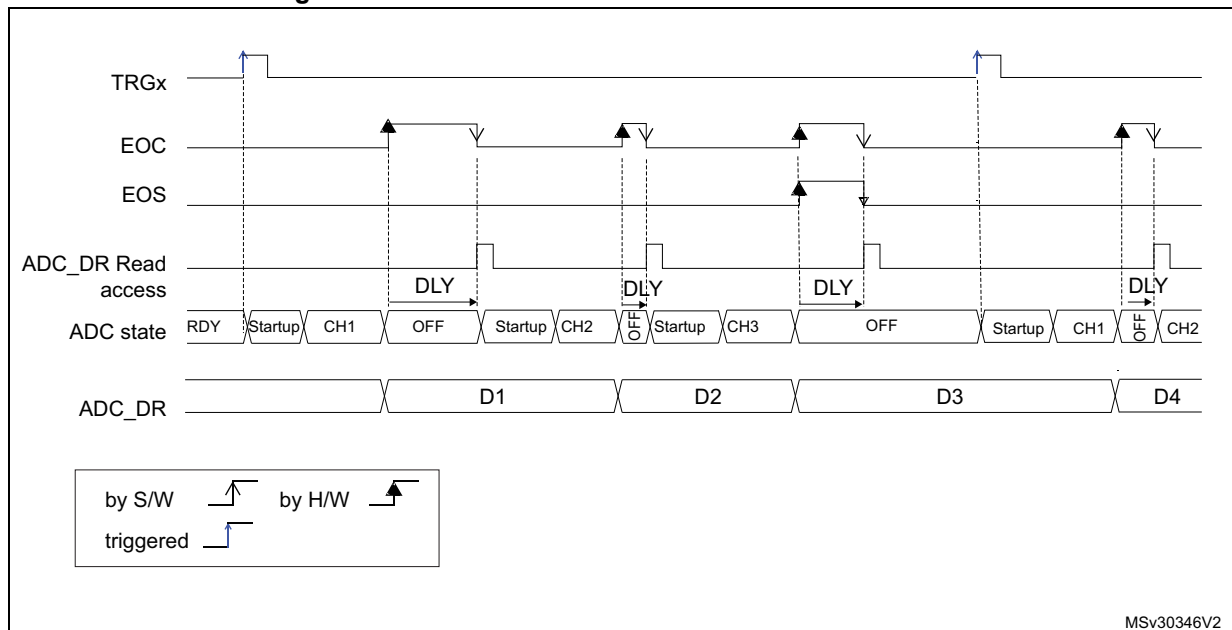 TRGx
EOC
EOS
ADC_DR Read
access
DLY DLY DLY DLY
ADC state RDY Startup CH1 OFF Startup CH2 OFF Startup CH3 OFF Startup CH1 OFF CH2
ADC_DR D1 D2 D3 D4
by S/W by H/W
triggered
MSv30346V2